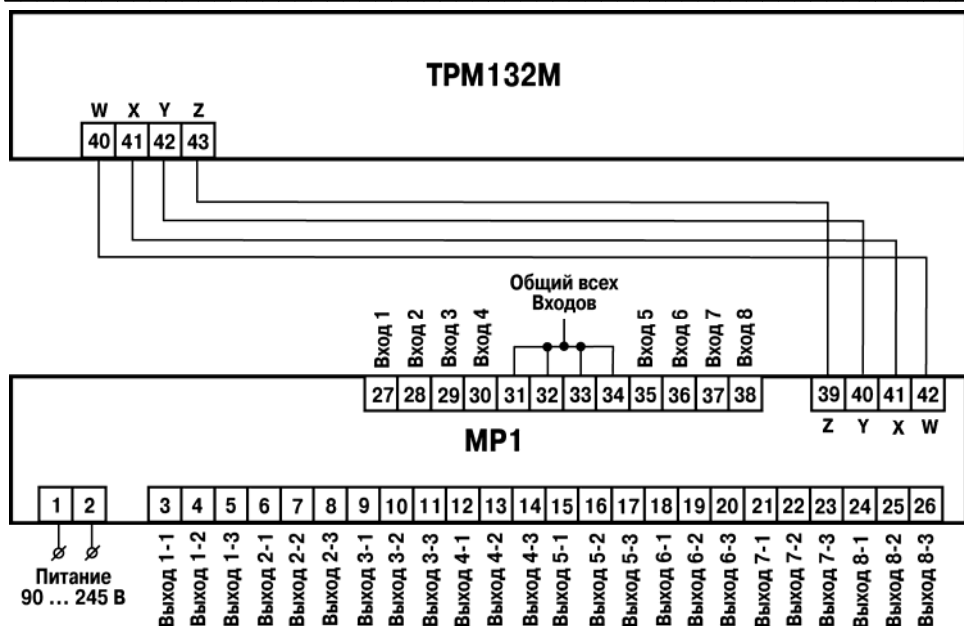 ТРМ132М
W X Y Z
40 41 42 43
Общий всех
Входов
Вход 1
Вход 2
Вход 3
Вход 4
Вход 5
Вход 6
Вход 7
Вход 8
27 28 29 30 31 32 33 34 35 36 37 38
39 40 41 42
Z Y X W
МР1
1 2
3 4 5 6 7 8 9 10 11 12 13 14 15 16 17 18 19 20 21 22 23 24 25 26
Питание
90 ... 245 В
Выход 1-1
Выход 1-2
Выход 1-3
Выход 2-1
Выход 2-2
Выход 2-3
Выход 3-1
Выход 3-2
Выход 3-3
Выход 4-1
Выход 4-2
Выход 4-3
Выход 5-1
Выход 5-2
Выход 5-3
Выход 6-1
Выход 6-2
Выход 6-3
Выход 7-1
Выход 7-2
Выход 7-3
Выход 8-1
Выход 8-2
Выход 8-3